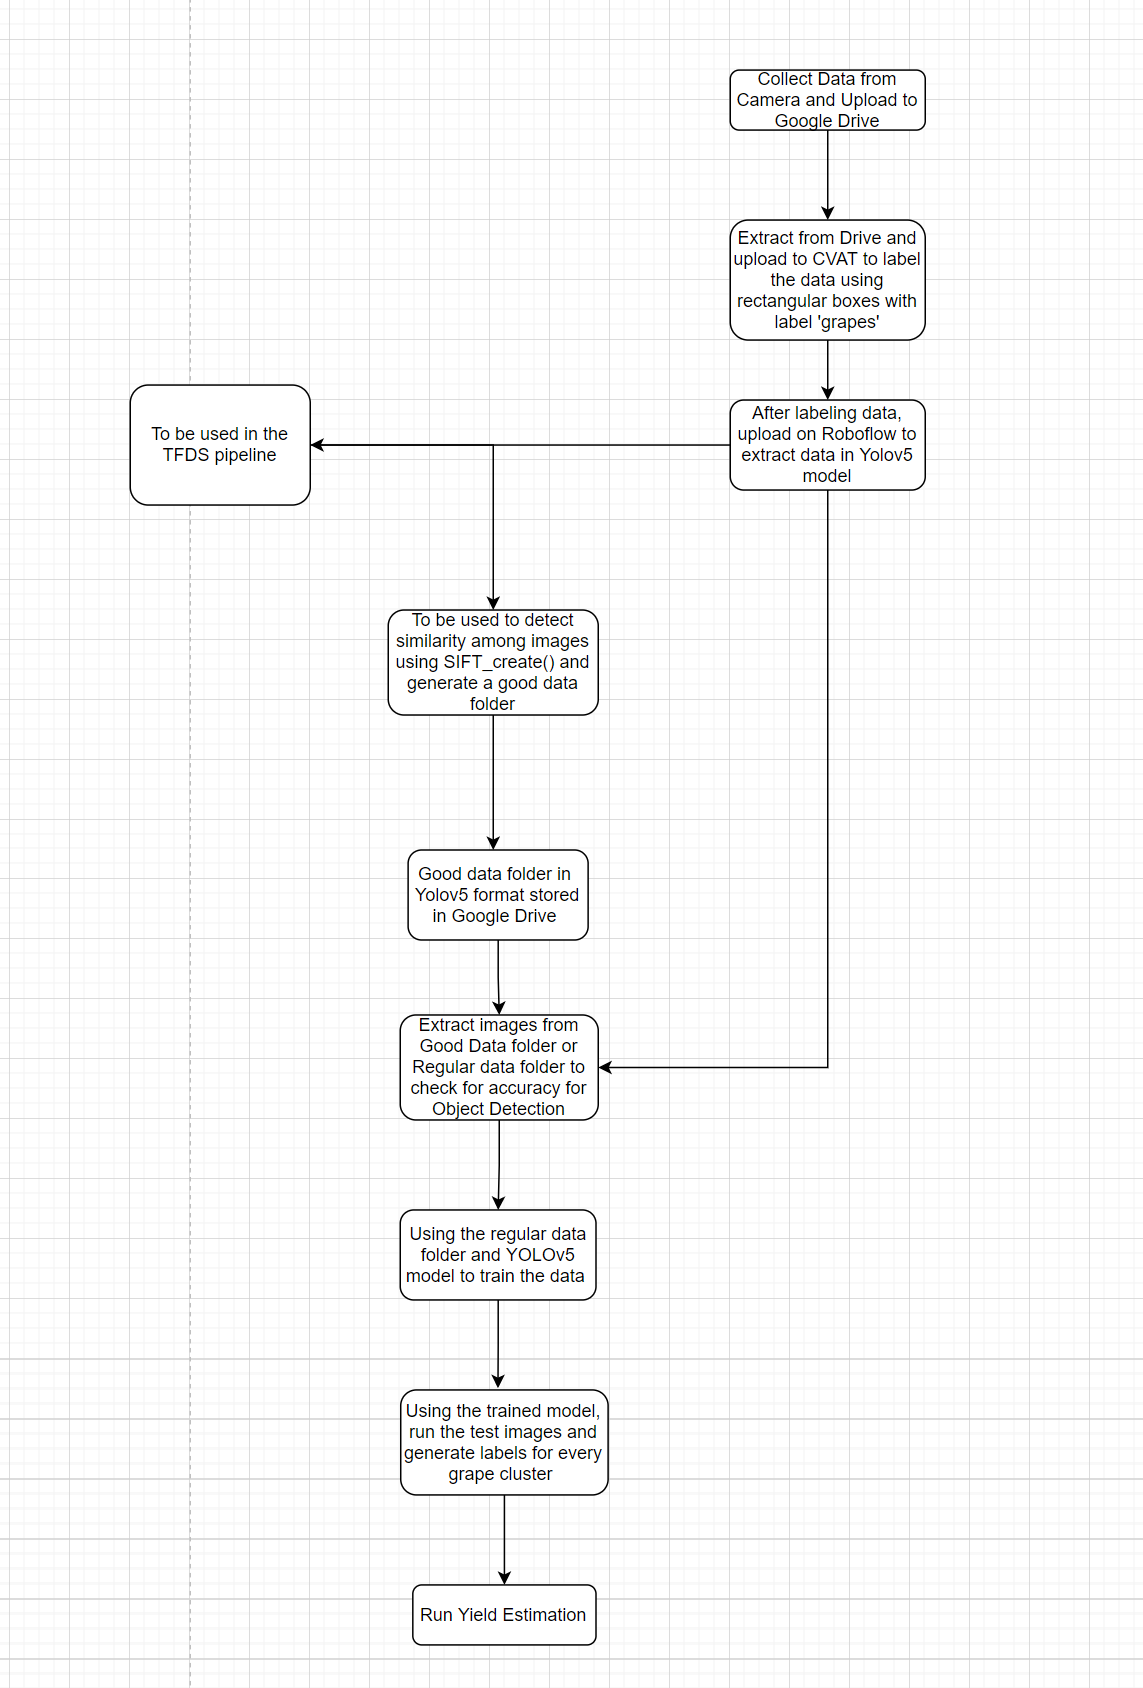 Collect Data from
Camera and Upload to
Google Drive
Extract from Drive and
upload to CVAT to label
the data using
rectangular boxes with
label 'grapes'
To be used in the
TFDS pipeline
After labeling data,
upload on Roboflow to
extract data in Yolov5
model
To be used to detect
similarity among images
using SIFT_create() and
generate a good data
folder
Good data folder in
Yolov5 format stored
in Google Drive
Extract images from
Good Data folder or
Regular data folder to
check for accuracy for
Object Detection
Using the regular data
folder and YOLOv5
model to train the data
Using the trained model,
run the test images and
generate labels for every
grape cluster
Run Yield Estimation